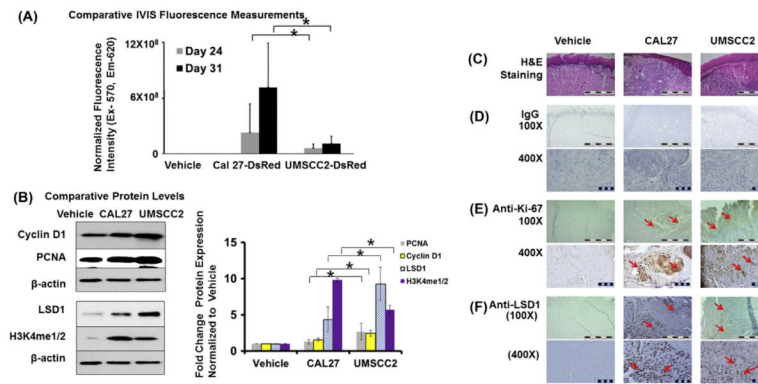 (A)
Comparative IVIS Fluorescence Measurements
Normalized Fluorescence
Intensity (Ex- 570, Em-620)
12X10⁸
6X10⁸
0
Day 24
Day 31
*
*
Vehicle Cal 27-DsRed UMSCC2-DsRed
(B)
Comparative Protein Levels
Vehicle CAL27 UMSCC2
Cyclin D1
PCNA
β-actin
LSD1
H3K4me1/2
β-actin
Fold Change Protein Expression
Normalized to Vehicle
15
10
5
0
PCNA
Cyclin D1
LSD1
H3K4me1/2
*
*
*
*
Vehicle CAL27 UMSCC2
Vehicle CAL27 UMSCC2
(C) H&E
Staining
(D) IgG
100X
400X
(E) Anti-Ki-67
100X
400X
(F) Anti-LSD1
(100X)
(400X)